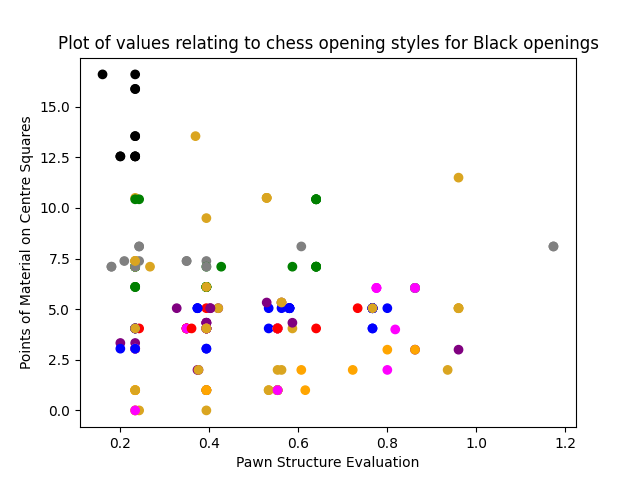 Plot of values relating to chess opening styles for Black openings
Points of Material on Centre Squares
15.0
12.5
10.0
7.5
5.0
2.5
0.0
0.2 0.4 0.6 0.8 1.0 1.2
Pawn Structure Evaluation